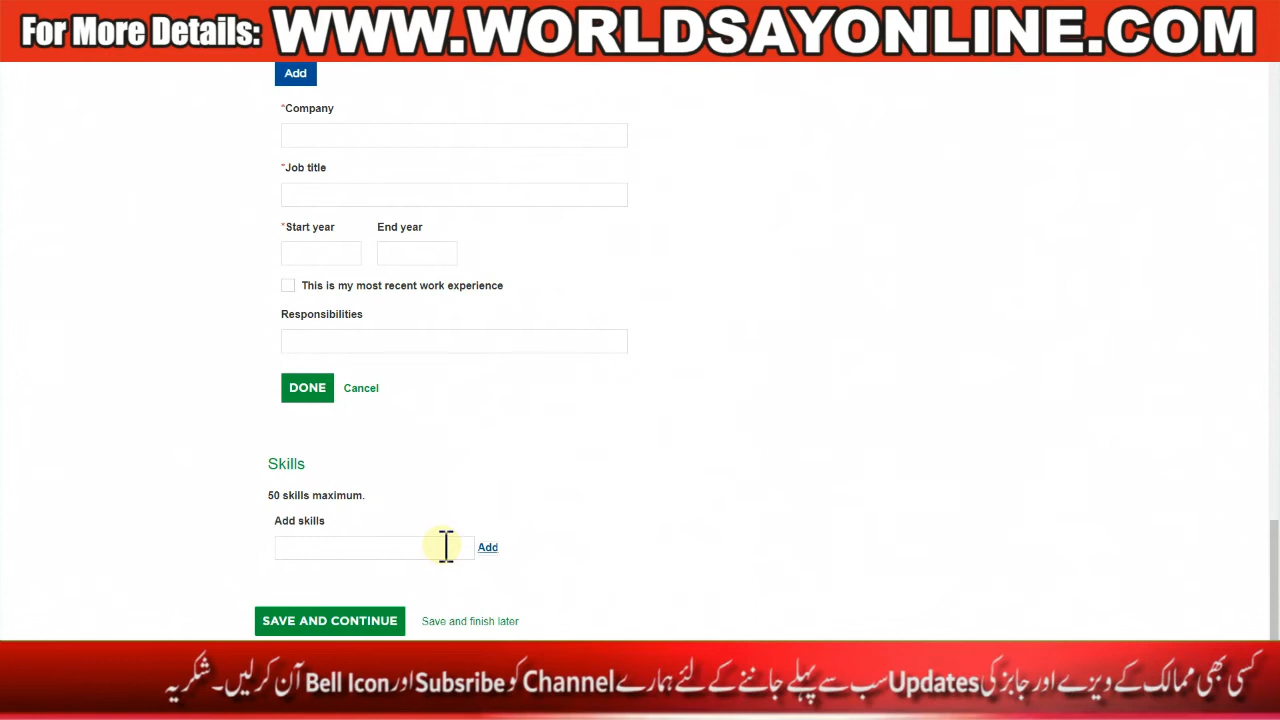 For More Details: WWW.WORLDSAYONLINE.COM
Add
*Company
*Job title
*Start year End year
This is my most recent work experience
Responsibilities
DONE Cancel
Skills
50 skills maximum.
Add skills
Add
SAVE AND CONTINUE Save and finish later
کسی بھی ممالک کے ویزے اور جابز کی Updates سب سے پہلے جاننے کے لئے ہمارے Channel کو Subsribe اور Bell Icon آن کر لیں۔ شکریہ